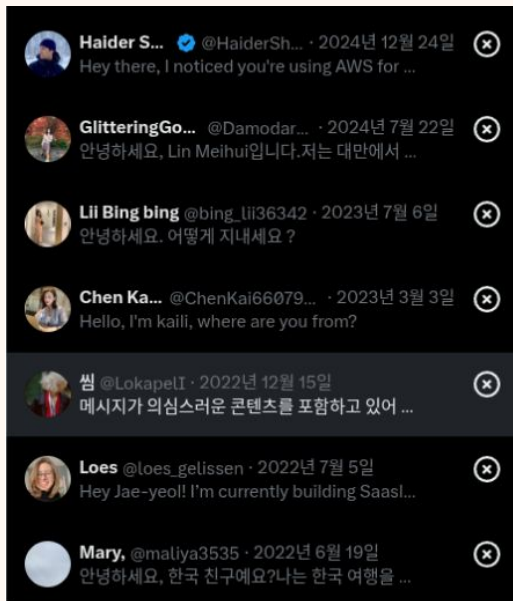 Haider S... @HaiderSh... · 2024년 12월 24일
Hey there, I noticed you're using AWS for ...
GlitteringGo... @Damodar... · 2024년 7월 22일
안녕하세요, Lin Meihui입니다.저는 대만에서 ...
Lii Bing bing @bing_lii36342 · 2023년 7월 6일
안녕하세요. 어떻게 지내세요 ?
Chen Ka... @ChenKai66079... · 2023년 3월 3일
Hello, I'm kaili, where are you from?
씸 @LokapelI · 2022년 12월 15일
메시지가 의심스러운 콘텐츠를 포함하고 있어 ...
Loes @loes_gelissen · 2022년 7월 5일
Hey Jae-yeol! I’m currently building Saasl...
Mary, @maliya3535 · 2022년 6월 19일
안녕하세요, 한국 친구예요?나는 한국 여행을 ...